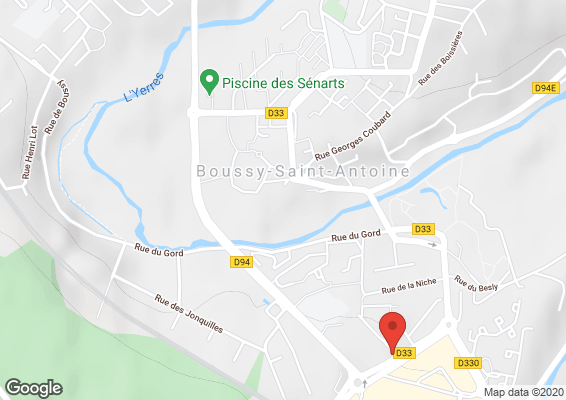 Rue des Boissières
L'Yerres
Piscine des Sénarts
D94E
Rue de Boussy
D33
Rue Henri Lot
Rue Georges Coubard
Boussy-Saint-Antoine
D33
Rue du Gord
Rue du Gord
D94
Rue de la Niche
Rue du Besly
Rue des Jonquilles
D33
D330
Google
Map data ©2020